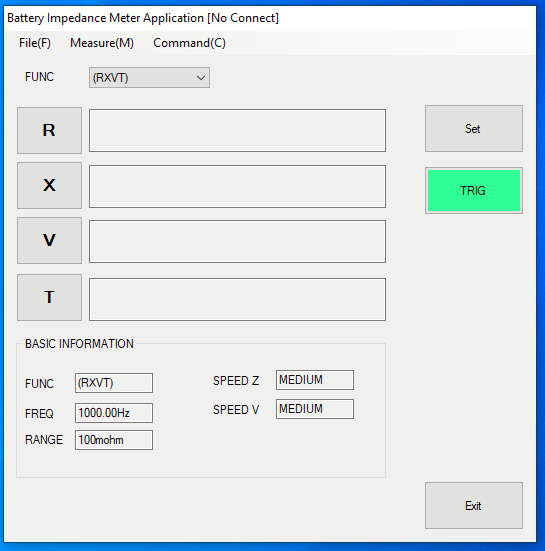 Battery Impedance Meter Application [No Connect]
File(F) Measure(M) Command(C)
FUNC (RXVT)
R
Set
X
TRIG
V
T
BASIC INFORMATION
FUNC (RXVT) SPEED Z MEDIUM
FREQ 1000.00Hz SPEED V MEDIUM
RANGE 100mohm
Exit